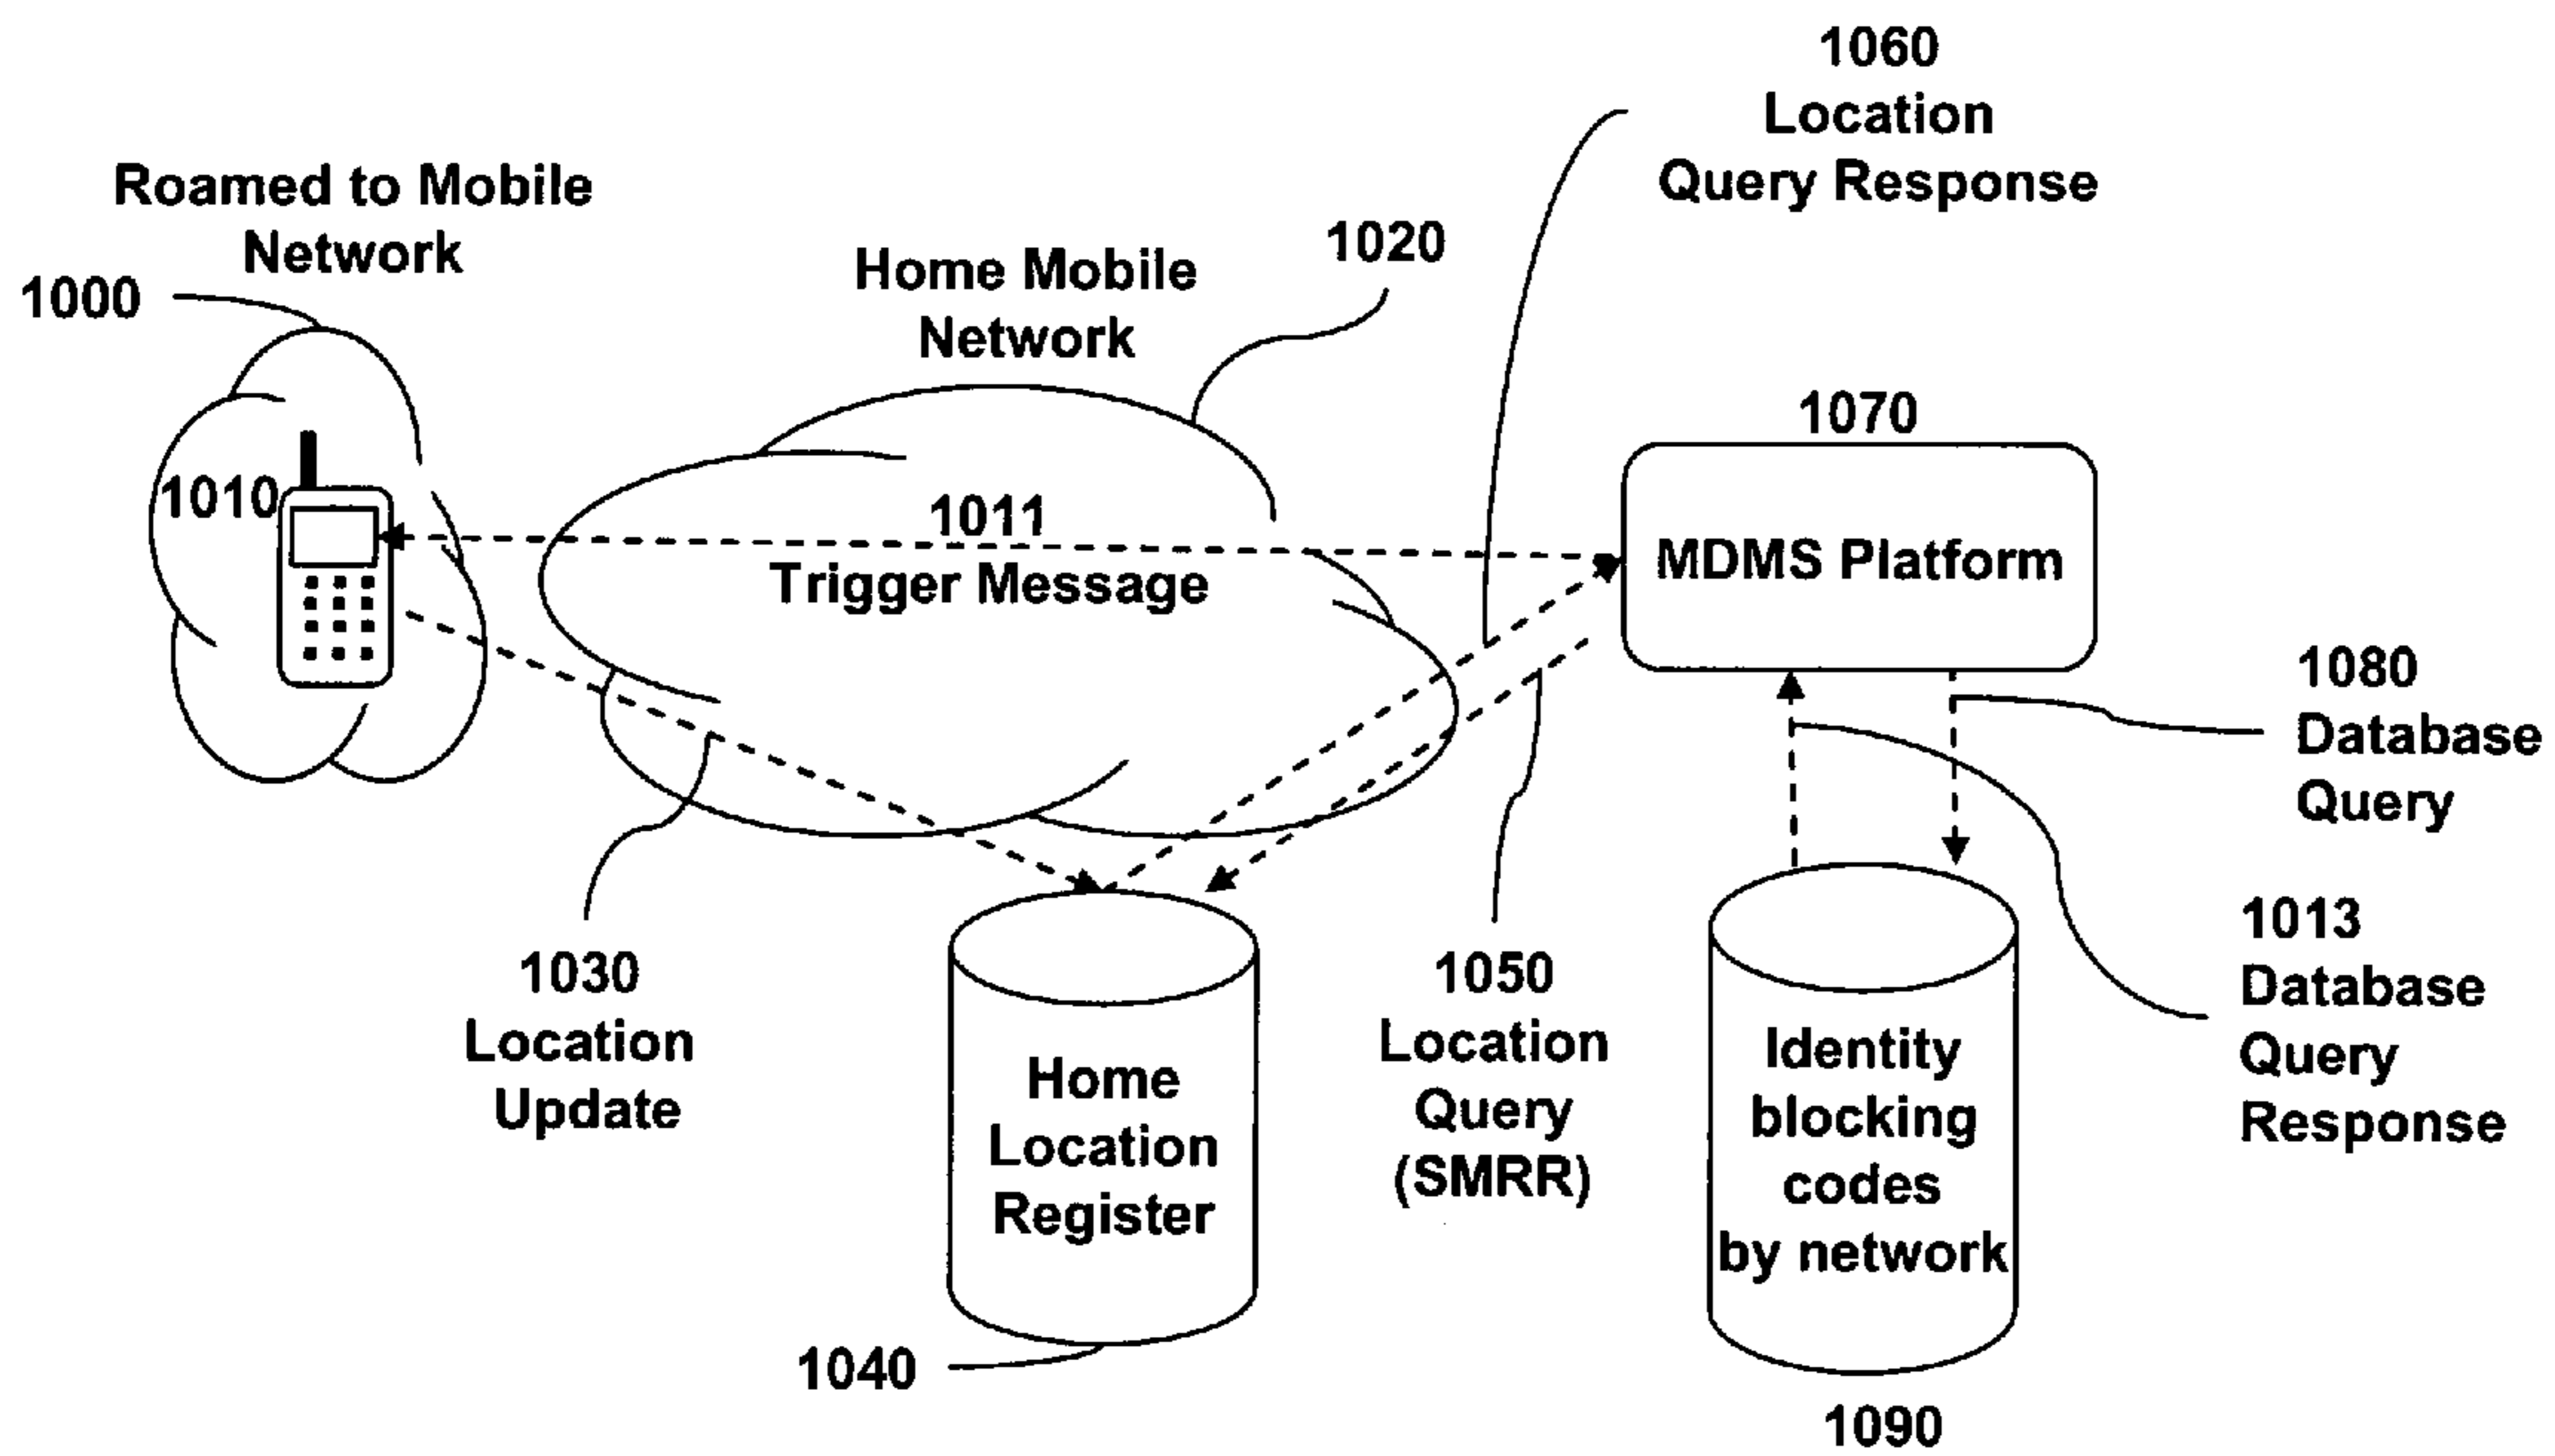 1060
Location
Query Response
Roamed to Mobile
Network
1000
Home Mobile
Network
1020
1070
MDMS Platform
1010
1011
Trigger Message
1080
Database
Query
1013
Database
Query
Response
1030
Location
Update
Home
Location
Register
1040
1050
Location
Query
(SMRR)
Identity
blocking
codes
by network
1090